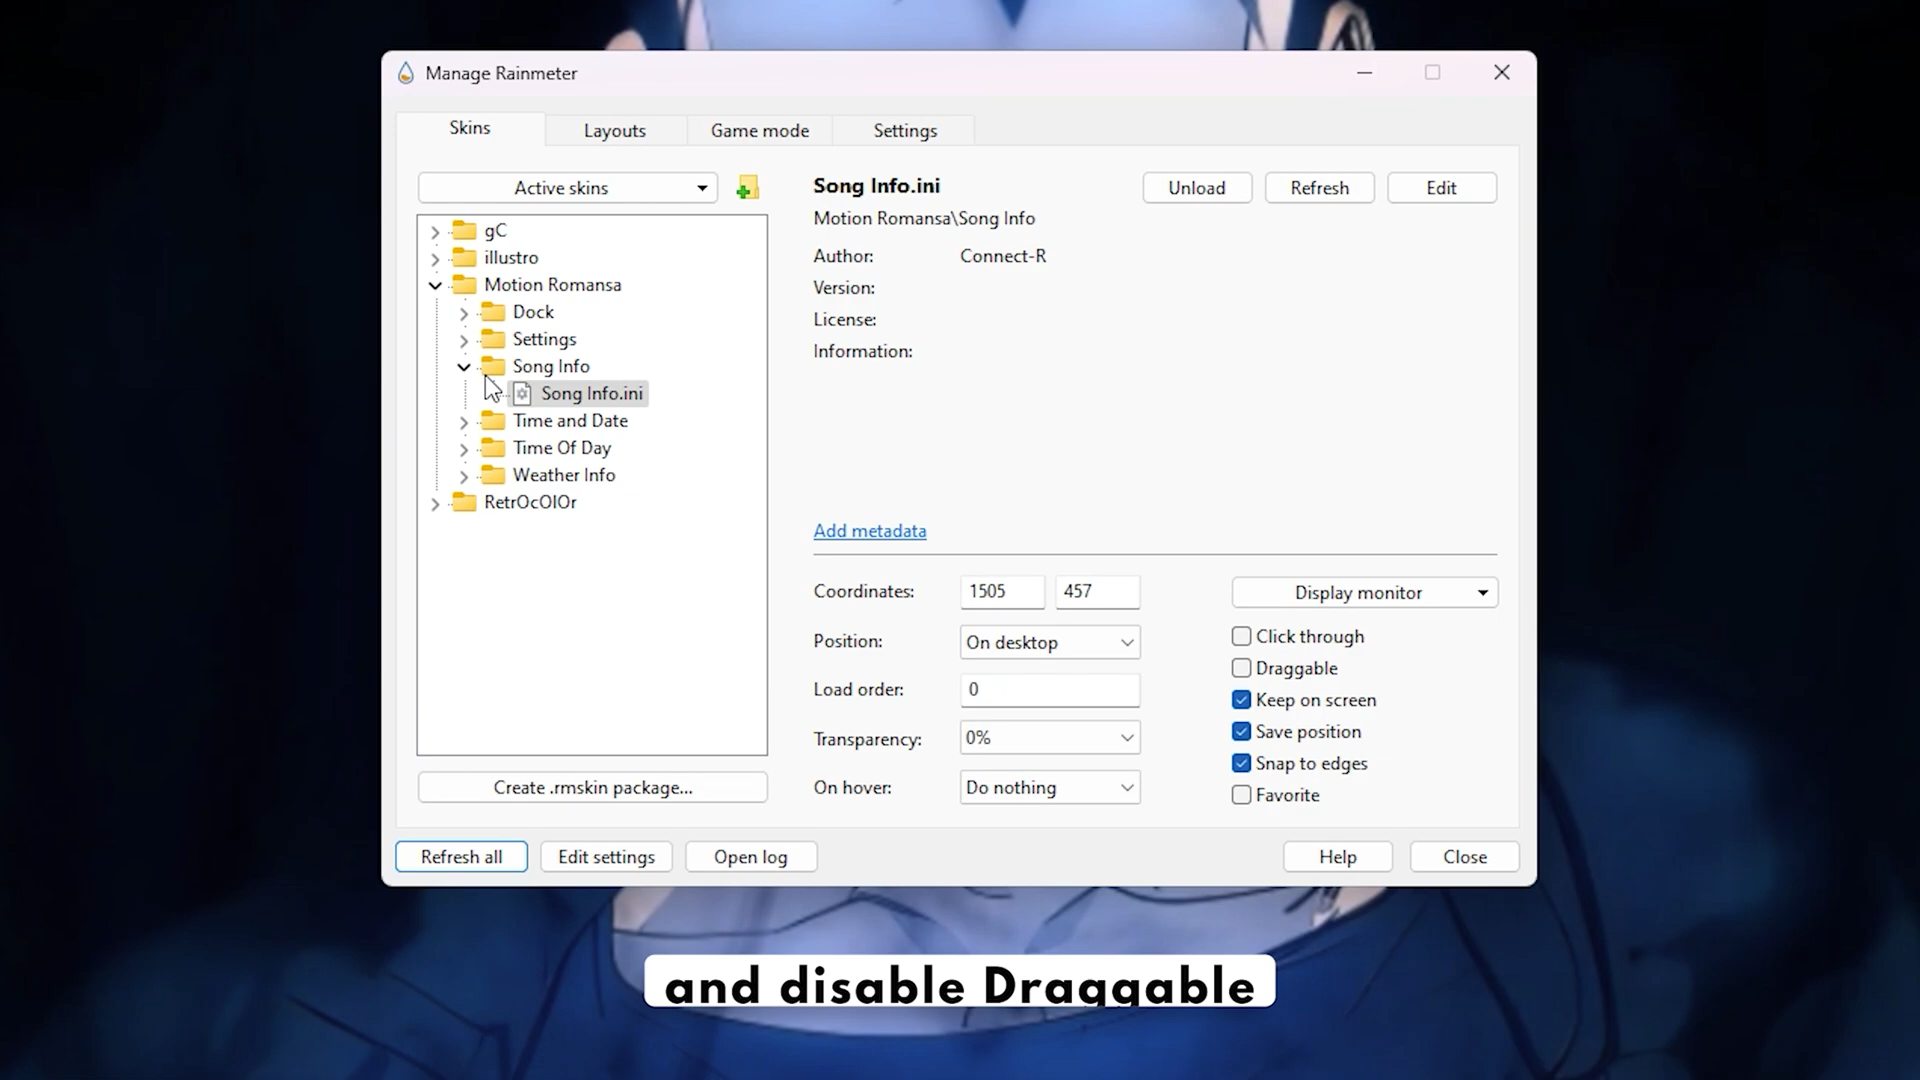 Manage Rainmeter
Skins
Layouts
Game mode
Settings
Active skins
gC
illustro
Motion Romansa
Dock
Settings
Song Info
Song Info.ini
Time and Date
Time Of Day
Weather Info
RetrOcOlOr
Create .rmskin package...
Song Info.ini
Unload
Refresh
Edit
Motion Romansa\Song Info
Author: Connect-R
Version:
License:
Information:
Add metadata
Coordinates: 1505 457
Position: On desktop
Load order: 0
Transparency: 0%
On hover: Do nothing
Display monitor
Click through
Draggable
Keep on screen
Save position
Snap to edges
Favorite
Refresh all
Edit settings
Open log
Help
Close
and disable Draggable